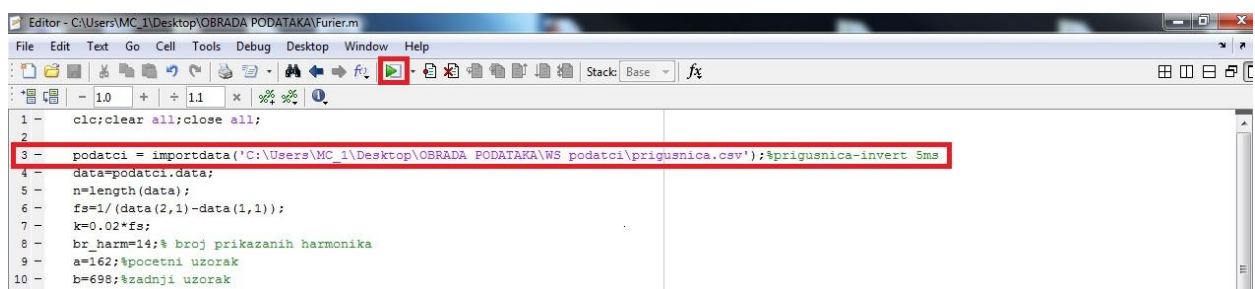 Editor - C:\Users\MC_1\Desktop\OBRADA PODATAKA\Furier.m
File Edit Text Go Cell Tools Debug Desktop Window Help
Stack: Base fx
- 1.0 + ÷ 1.1 ×
1 - clc;clear all;close all;
2
3 - podatci = importdata('C:\Users\MC_1\Desktop\OBRADA PODATAKA\WS podatci\prigusnica.csv');%prigusnica-invert 5ms
4 - data=podatci.data;
5 - n=length(data);
6 - fs=1/(data(2,1)-data(1,1));
7 - k=0.02*fs;
8 - br_harm=14;% broj prikazanih harmonika
9 - a=162;%pocetni uzorak
10 - b=698;%zadnji uzorak